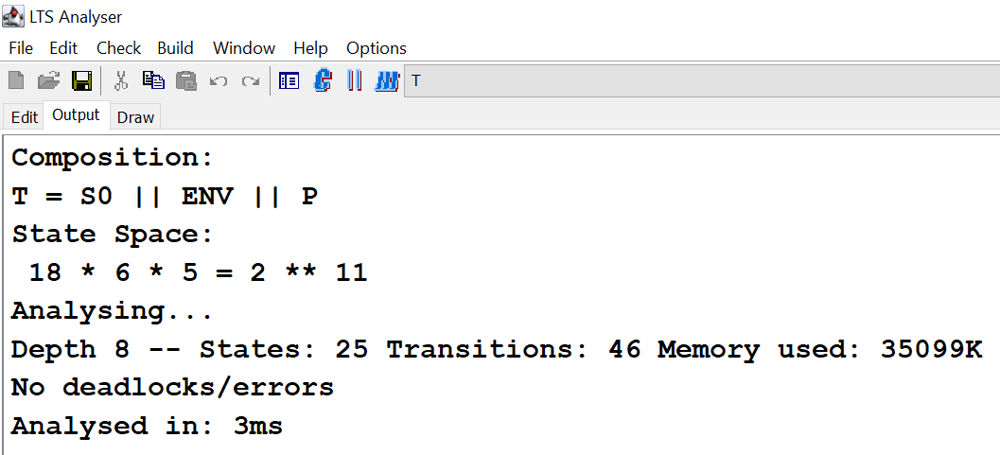 LTS Analyser
File Edit Check Build Window Help Options
T
Edit Output Draw
Composition:
T = S0 || ENV || P
State Space:
 18 * 6 * 5 = 2 ** 11
Analysing...
Depth 8 -- States: 25 Transitions: 46 Memory used: 35099K
No deadlocks/errors
Analysed in: 3ms